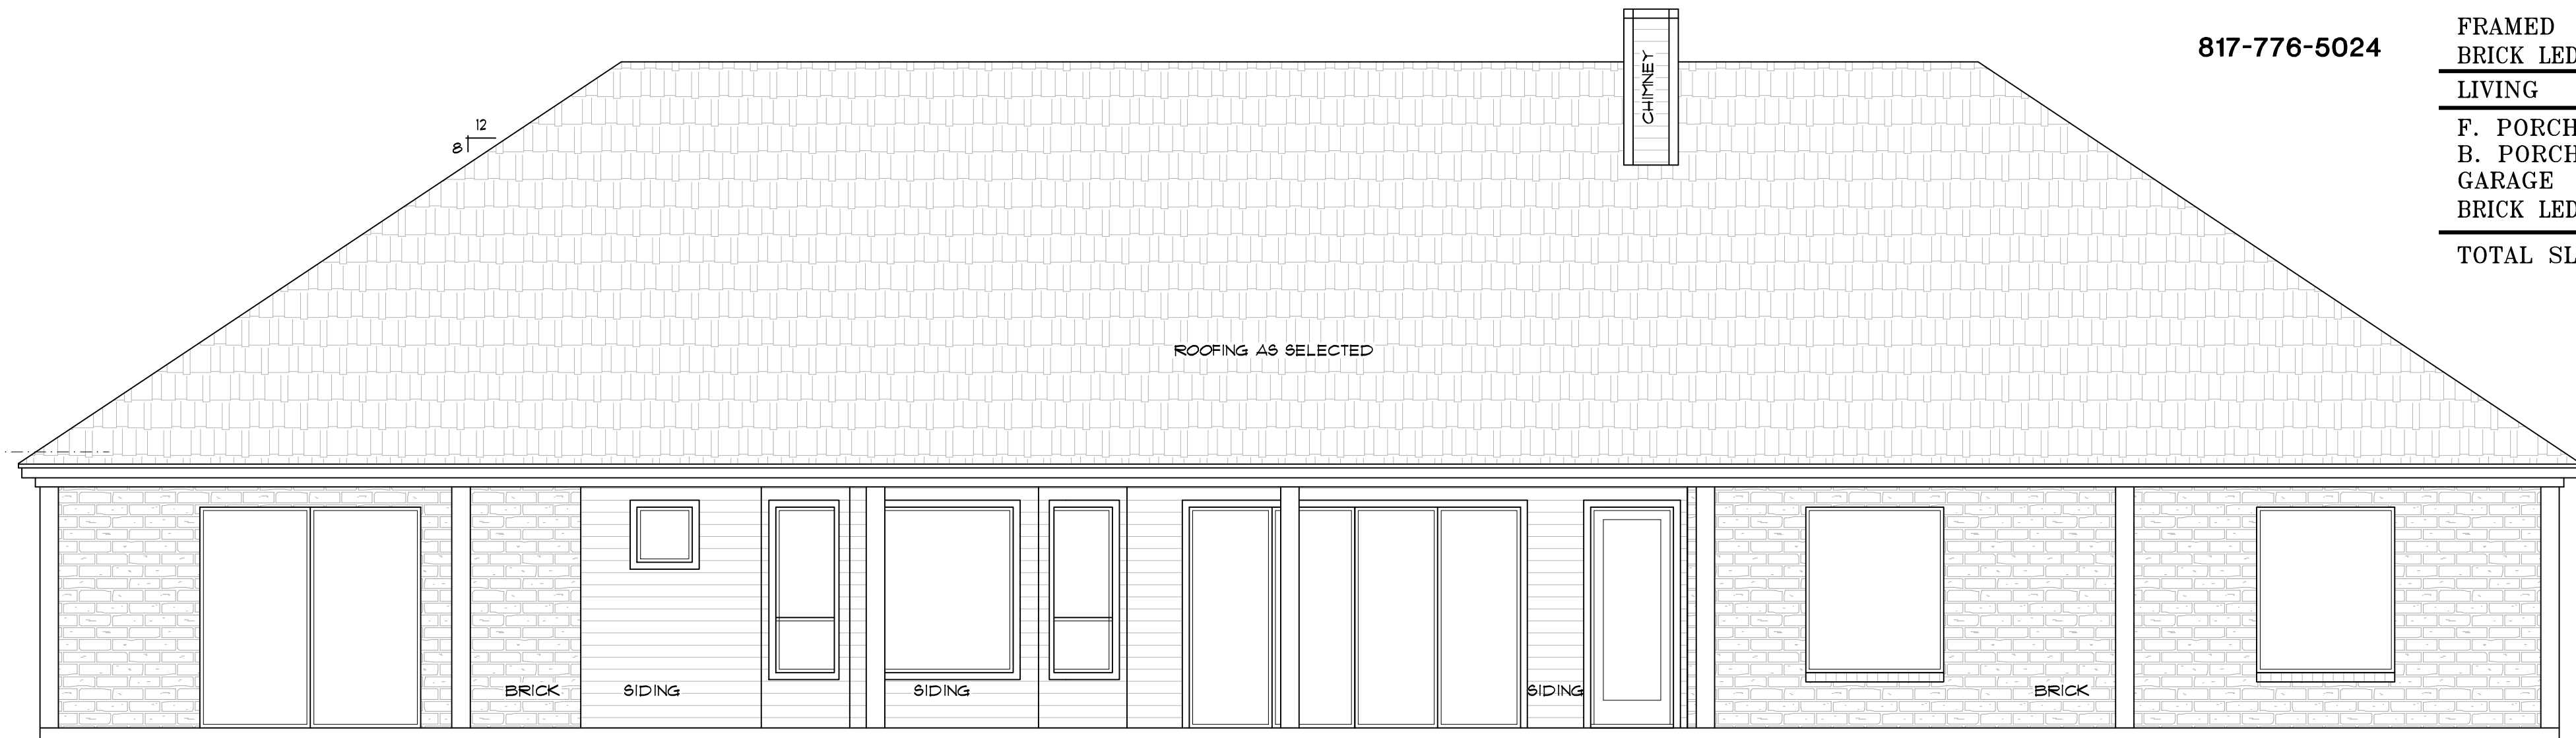 817-776-5024
FRAMED
BRICK LED
LIVING
F. PORCH
B. PORCH
GARAGE
BRICK LED
TOTAL SL
CHIMNEY
12
8
ROOFING AS SELECTED
BRICK
SIDING
SIDING
SIDING
BRICK